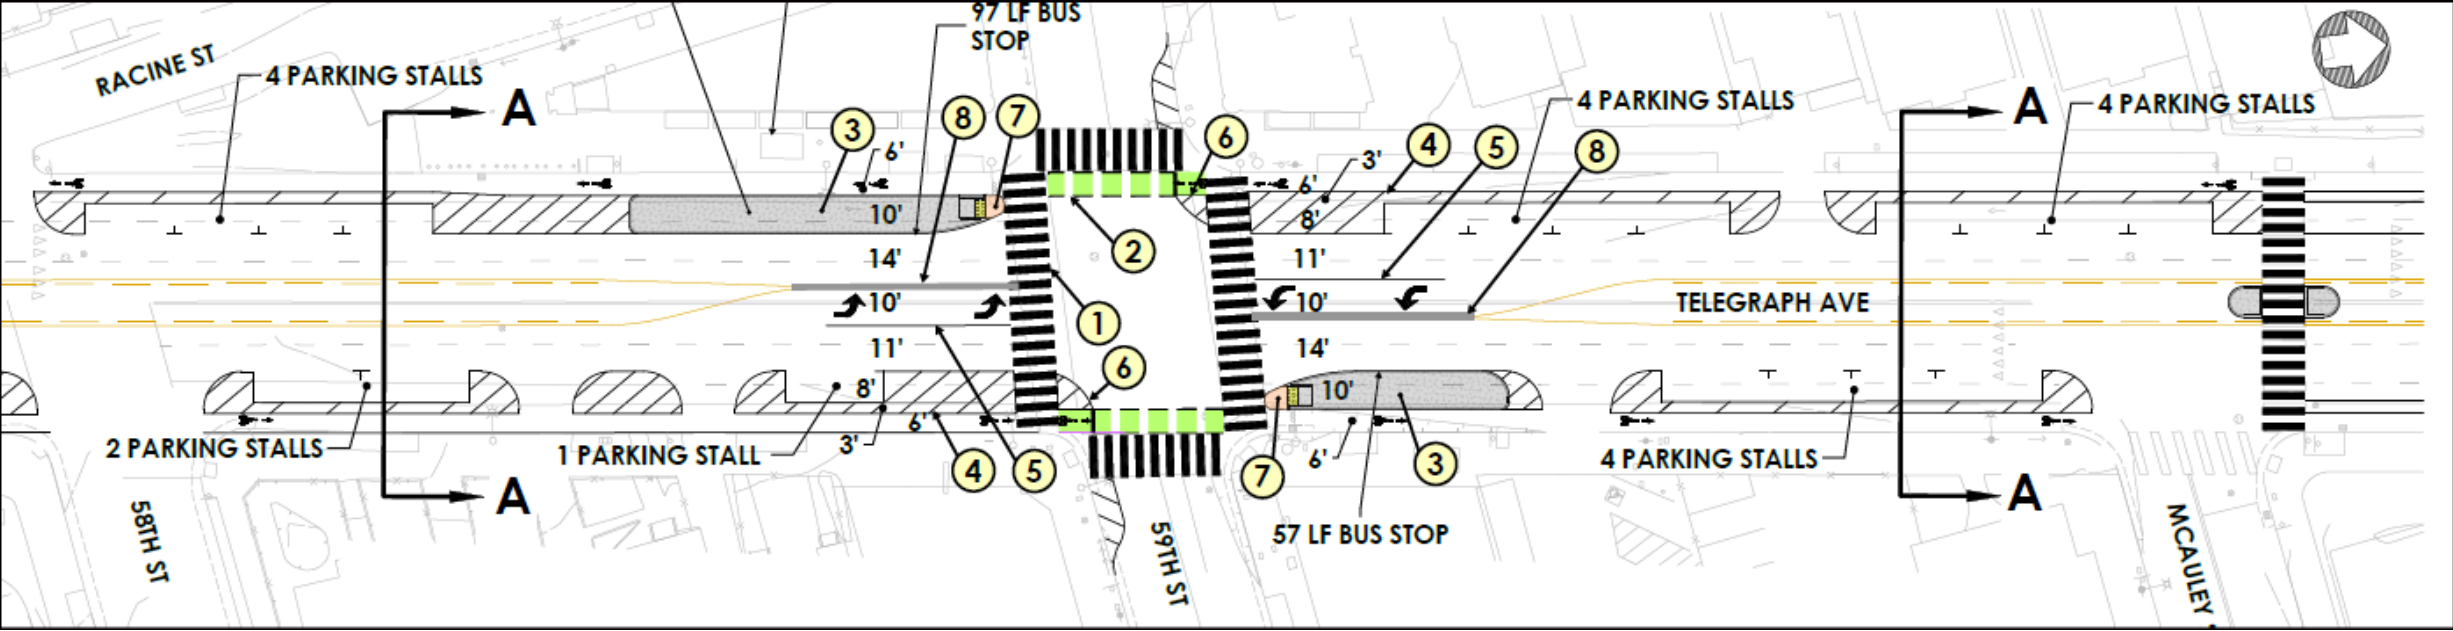 97 LF BUS
STOP
RACINE ST
4 PARKING STALLS
A
3
8
7
6'
6
3'
4
5
4 PARKING STALLS
8
A
4 PARKING STALLS
6'
10'
8'
2
14'
11'
10'
10'
TELEGRAPH AVE
1
11'
14'
6
8'
10'
6'
2 PARKING STALLS
1 PARKING STALL
3'
4
5
7
6'
3
4 PARKING STALLS
A
A
58TH ST
59TH ST
57 LF BUS STOP
MCAULEY